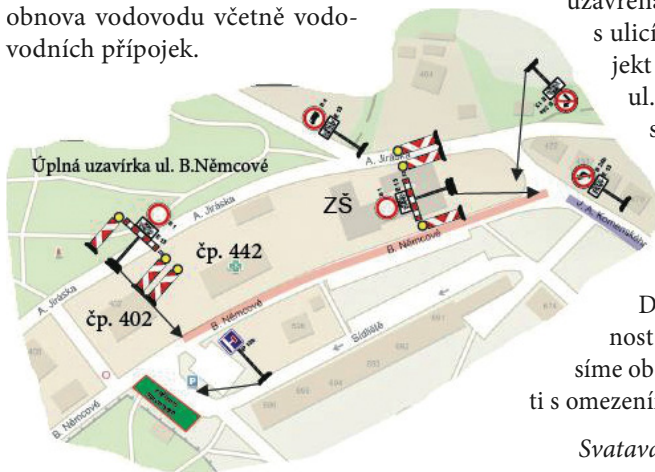 obnova vodovodu včetně vodo-
vodních přípojek.
uzavřena
s ulicí
jekt
ul.
s
Úplná uzavírka ul. B.Němcové
A. Jiráska
ZŠ
A. Jiráska
J. A. Komenského
čp. 442
B. Němcové
A. Jiráska
čp. 402
B. Němcové
Sídliště
P
B. Němcové
D
nost
síme ob
ti s omezení
Svatava